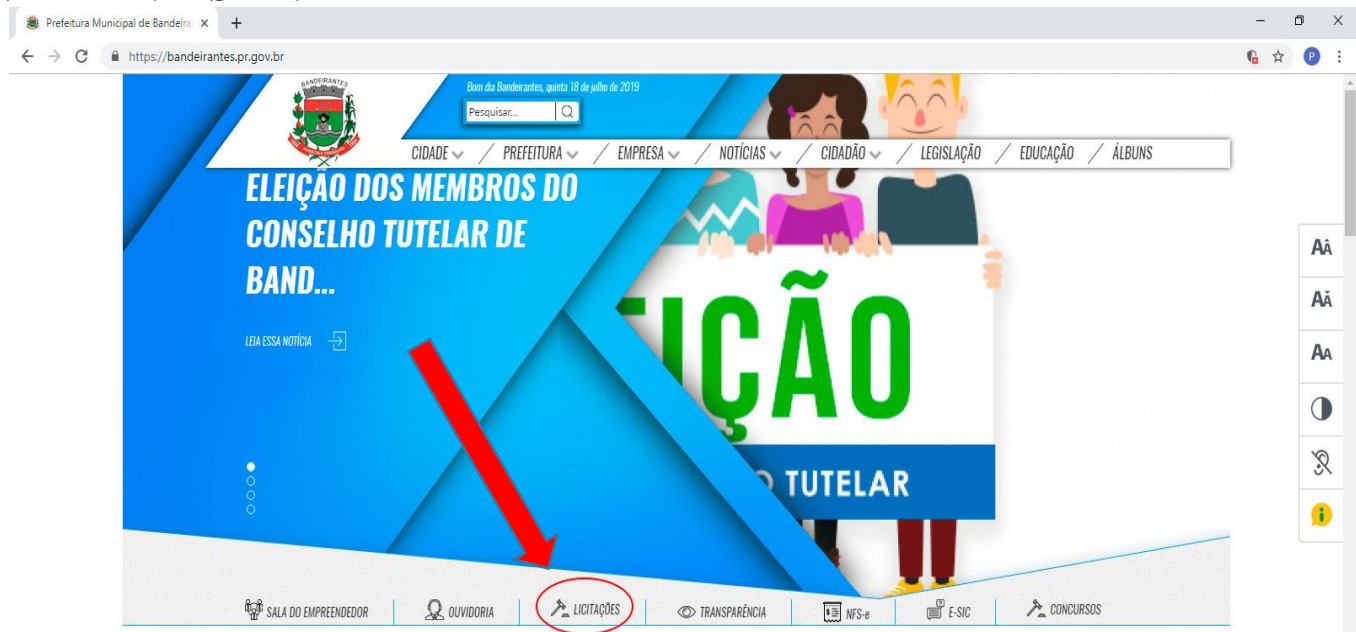 Prefeitura Municipal de Bandeira
https://bandeirantes.pr.gov.br
P
BANDEIRANTES
Bom dia Bandeirantes, quinta 18 de julho de 2019
Pesquisar...
CIDADE / PREFEITURA / EMPRESA / NOTÍCIAS / CIDADÃO / LEGISLAÇÃO / EDUCAÇÃO / ÁLBUNS
ELEIÇÃO DOS MEMBROS DO
CONSELHO TUTELAR DE
BAND...
LEIA ESSA NOTÍCIA
IÇÃO
TUTELAR
AÂ
AǍ
AA
i
SALA DO EMPREENDEDOR
OUVIDORIA
LICITAÇÕES
TRANSPARÊNCIA
NFS-e
E-SIC
CONCURSOS